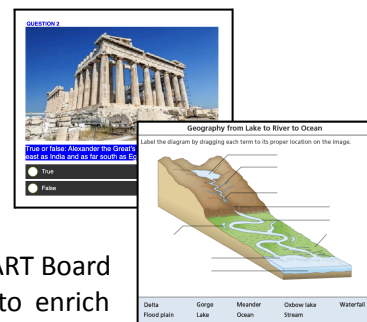 QUESTION 2
True or false: Alexander the Great's
east as India and as far south as Eg
True
False
Geography from Lake to River to Ocean
Label the diagram by dragging each term to its proper location on the image.
Delta Gorge Meander Oxbow lake Waterfall
Flood plain Lake Ocean Stream
ART Board
to enrich